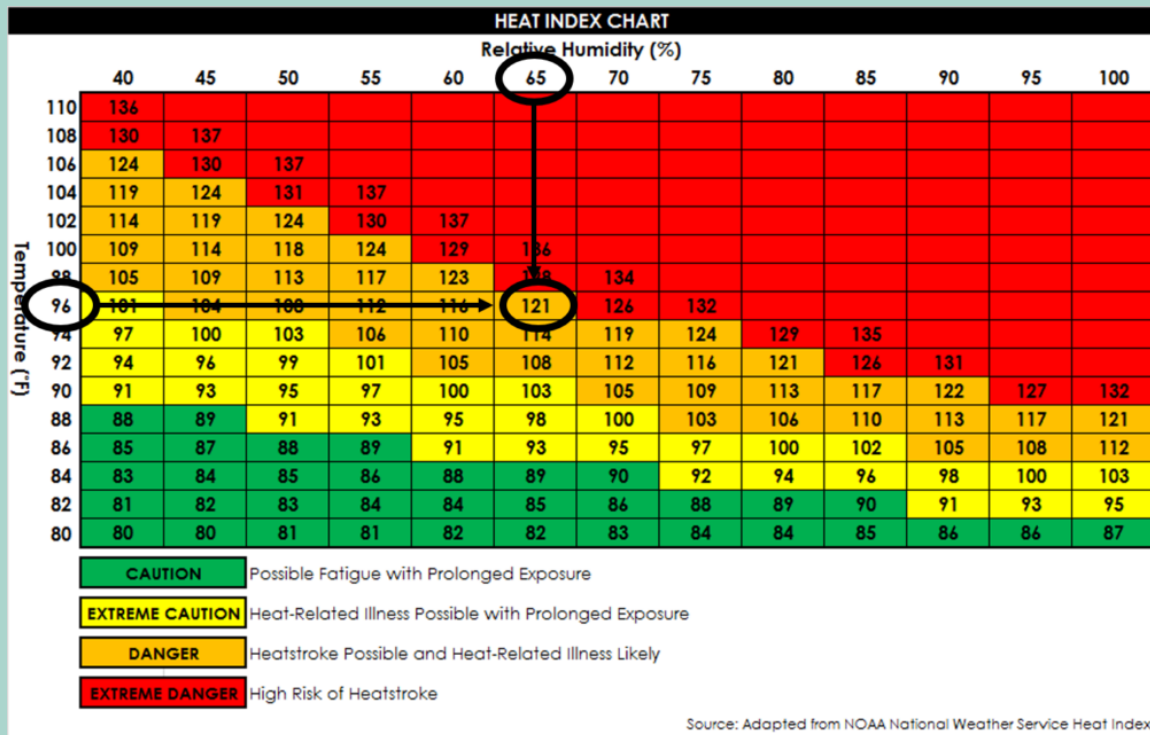 HEAT INDEX CHART
Relative Humidity (%)
40 45 50 55 60 65 70 75 80 85 90 95 100
Temperature (°F)
110 136
108 130 137
106 124 130 137
104 119 124 131 137
102 114 119 124 130 137
100 109 114 118 124 129 136
98 105 109 113 117 123 128 134
96 101 104 108 112 116 121 126 132
94 97 100 103 106 110 114 119 124 129 135
92 94 96 99 101 105 108 112 116 121 126 131
90 91 93 95 97 100 103 105 109 113 117 122 127 132
88 88 89 91 93 95 98 100 103 106 110 113 117 121
86 85 87 88 89 91 93 95 97 100 102 105 108 112
84 83 84 85 86 88 89 90 92 94 96 98 100 103
82 81 82 83 84 84 85 86 88 89 90 91 93 95
80 80 80 81 81 82 82 83 84 84 85 86 86 87
CAUTION Possible Fatigue with Prolonged Exposure
EXTREME CAUTION Heat-Related Illness Possible with Prolonged Exposure
DANGER Heatstroke Possible and Heat-Related Illness Likely
EXTREME DANGER High Risk of Heatstroke
Source: Adapted from NOAA National Weather Service Heat Index